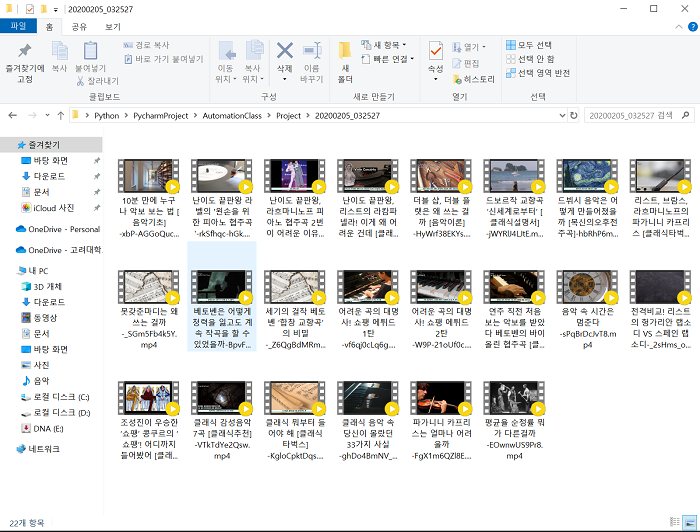 20200205_032527
파일
홈
공유
보기
즐겨찾기에
고정
복사
붙여넣기
경로 복사
바로 가기 붙여넣기
잘라내기
클립보드
이동
위치
복사
위치
삭제
이름
바꾸기
구성
새
폴더
새 항목
빠른 연결
새로 만들기
속성
열기
편집
히스토리
열기
모두 선택
선택 안 함
선택 영역 반전
선택
Python > PycharmProject > AutomationClass > Project > 20200205_032527
20200205_032527 검색
즐겨찾기
바탕 화면
다운로드
문서
iCloud 사진
OneDrive - Personal
OneDrive - 고려대학
내 PC
3D 개체
다운로드
동영상
문서
바탕 화면
사진
음악
로컬 디스크 (C:)
로컬 디스크 (D:)
DNA (E:)
네트워크
10분 만에 누구
나 악보 보는 법 [
음악기초]
-xbP-AGGoQuc...
난이도 끝판왕 라
벨의 '왼손을 위
한 피아노 협주곡'
-rkSfhqc-hGk...
난이도 끝판왕,
라흐마니노프 피
아노 협주곡 2번
이 어려운 이유...
난이도 끝판왕,
리스트의 라캄파
넬라! 이게 왜 어
려운 건데 [클래...
더블 샵, 더블 플
랫은 왜 쓰는 걸
까 [음악이론]
-HyWrf38EKYs....
드보르작 교향곡
'신세계로부터' [
클래식설명서]
-jWYRlJ4LtE.m...
드뷔시 음악은 어
떻게 만들어졌을
까 [목신의오후전
주곡]-hbRhP6m...
리스트, 브람스,
라흐마니노프의
파가니니 카프리
스 [클래식타벅...
못갖춘마디는 왜
쓰는 걸까
-_SGm5Fb4k5Y.
mp4
베토벤은 어떻게
청력을 잃고도 계
속 작곡을 할 수
있었을까-BpvF...
세기의 걸작 베토
벤 '합창 교향곡'
의 비밀
-_Z6QgBdMRm...
어려운 곡의 대명
사! 쇼팽 에튀드
1탄
-vf6qj0cLq6g....
어려운 곡의 대명
사! 쇼팽 에튀드
2탄
-W9P-21oUf0c....
연주 직전 처음
보는 악보를 받았
다 베토벤의 바이
올린 협주곡 [클...
음악 속 시간은
멈춘다
-sPqBrDcJvT8.m
p4
전격비교! 리스트
의 헝가리안 랩소
디 VS 스페인 랩
소디-_2sHms_o...
조성진이 우승한
'쇼팽' 콩쿠르의 '
쇼팽'! 어디까지
들어봤어 [클래...
클래식 감성음악
7곡 [클래식추천]
-VTkTdYe2Qsw.
mp4
클래식 뭐부터 들
어야 해 [클래식
타벅스]
-KgloCpktDqs....
클래식 음악 속
당신이 몰랐던
33가지 사실
-ghDo4BmNV_...
파가니니 카프리
스는 얼마나 어려
울까
-FgX1m6QZl8E....
평균율 순정률 뭐
가 다른걸까
-EOwnwUS9Pr8.
mp4
22개 항목